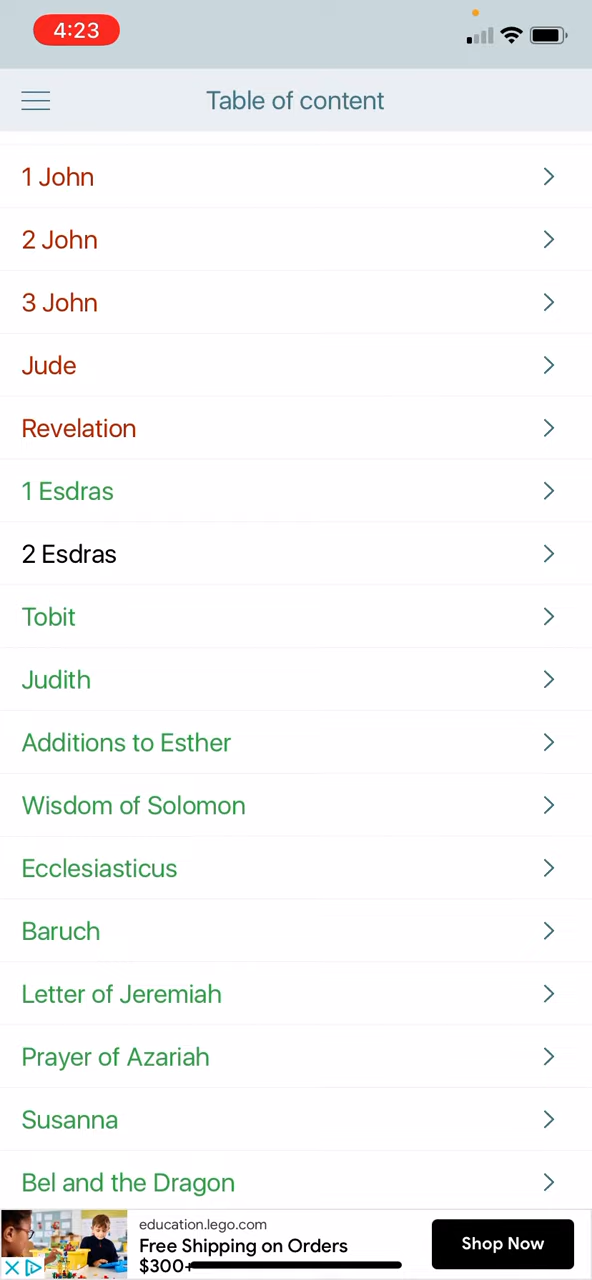 4:23
Table of content
1 John
2 John
3 John
Jude
Revelation
1 Esdras
2 Esdras
Tobit
Judith
Additions to Esther
Wisdom of Solomon
Ecclesiasticus
Baruch
Letter of Jeremiah
Prayer of Azariah
Susanna
Bel and the Dragon
education.lego.com
Free Shipping on Orders
$300+
Shop Now